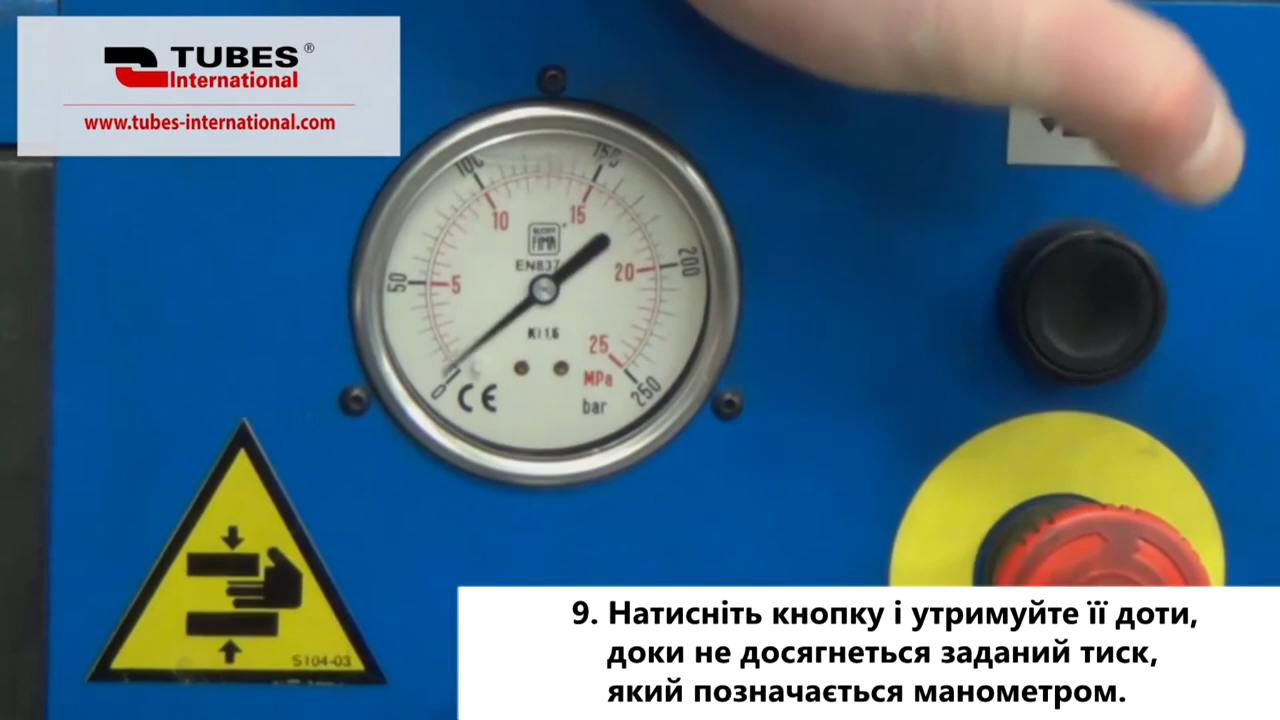 TUBES®
International
www.tubes-international.com
100
150
10
15
NUOVA
FIMA
EN837
50
5
20
200
KI 1.6
25
MPa
0
CE
bar
250
S104-03
9. Натисніть кнопку і утримуйте її доти,
доки не досягнеться заданий тиск,
який позначається манометром.